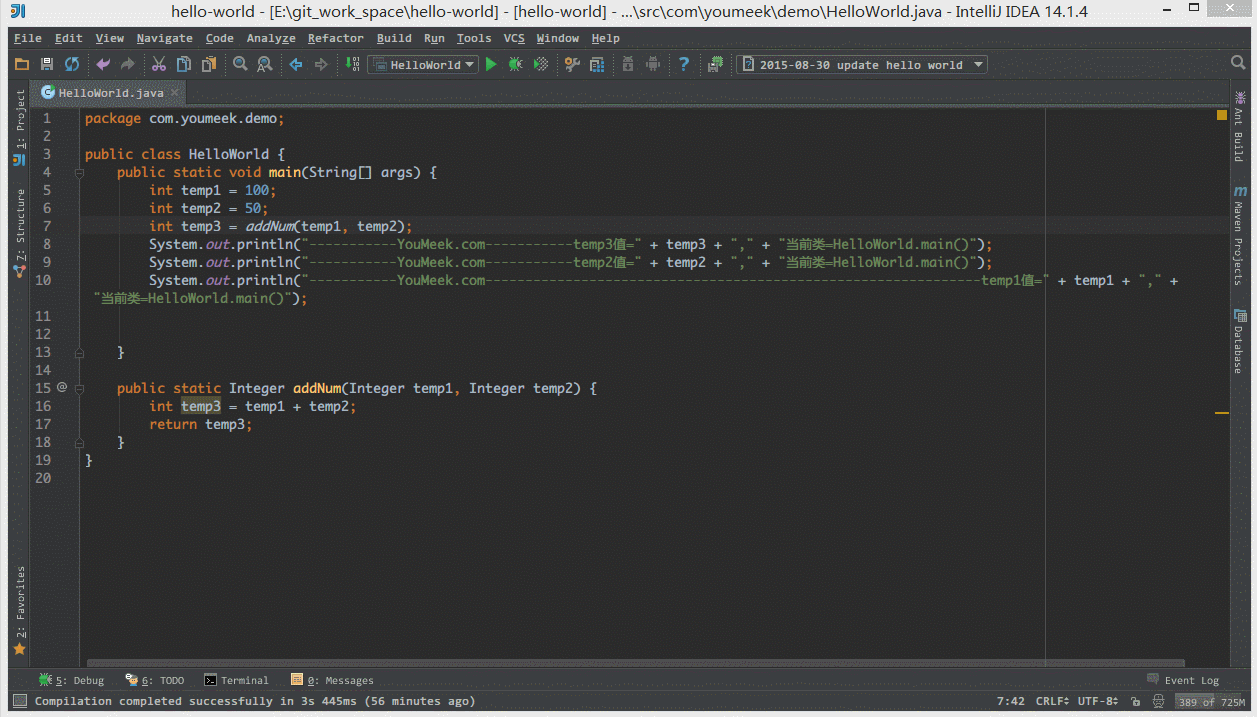 hello-world - [E:\git_work_space\hello-world] - [hello-world] - ...\src\com\youmeek\demo\HelloWorld.java - IntelliJ IDEA 14.1.4
File Edit View Navigate Code Analyze Refactor Build Run Tools VCS Window Help
HelloWorld 2015-08-30 update hello world
HelloWorld.java
1: Project
7: Structure
2: Favorites
1 package com.youmeek.demo;
2
3 public class HelloWorld {
4 public static void main(String[] args) {
5 int temp1 = 100;
6 int temp2 = 50;
7 int temp3 = addNum(temp1, temp2);
8 System.out.println("-----------YouMeek.com-----------temp3值=" + temp3 + "," + "当前类=HelloWorld.main()");
9 System.out.println("-----------YouMeek.com-----------temp2值=" + temp2 + "," + "当前类=HelloWorld.main()");
10 System.out.println("-----------YouMeek.com--------------------------------------------------------------temp1值=" + temp1 + "," +
"当前类=HelloWorld.main()");
11
12
13 }
14
15 @ public static Integer addNum(Integer temp1, Integer temp2) {
16 int temp3 = temp1 + temp2;
17 return temp3;
18 }
19 }
20
Ant Build
m Maven Projects
Database
5: Debug 6: TODO Terminal 0: Messages Event Log
Compilation completed successfully in 3s 445ms (56 minutes ago) 7:42 CRLF UTF-8 389 of 725M